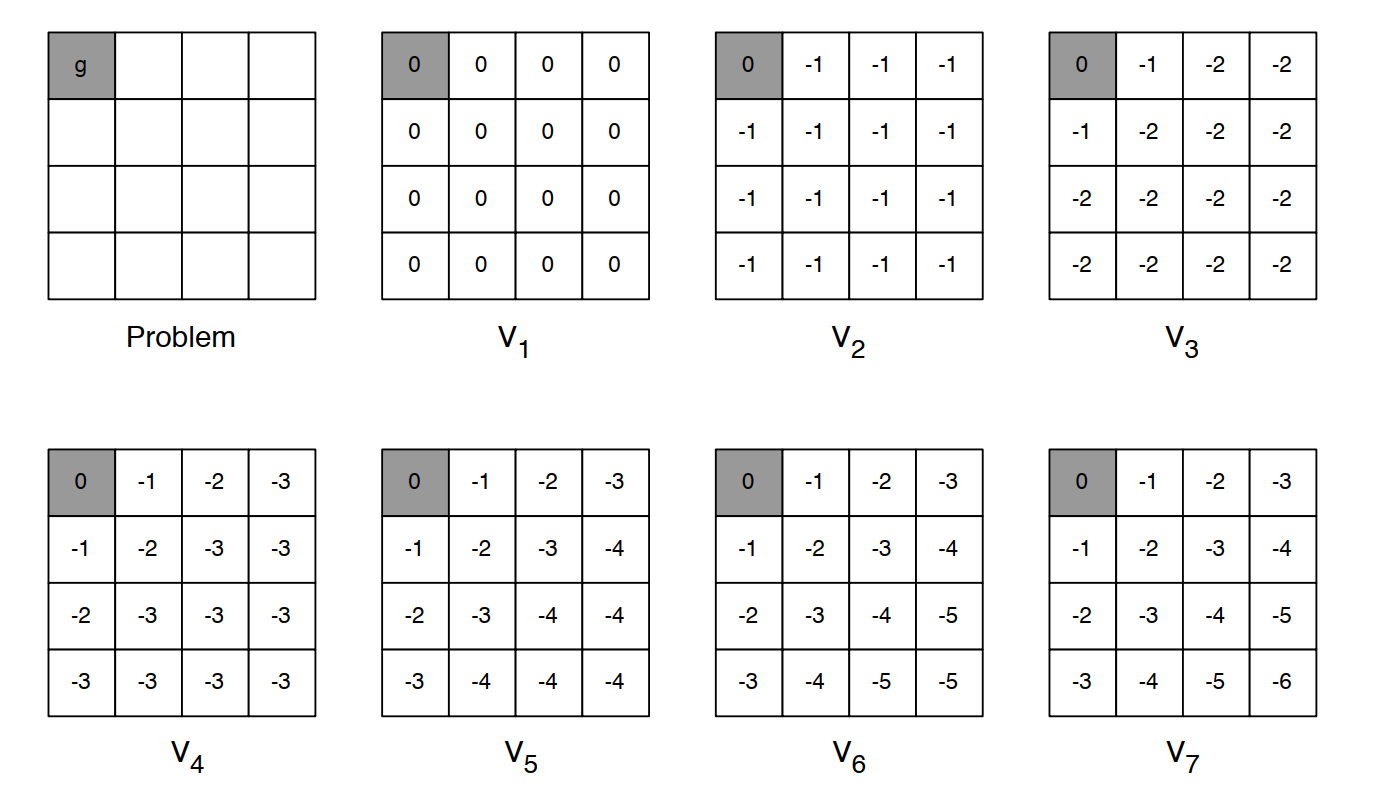 g 0 0 0 0 0 -1 -1 -1 0 -1 -2 -2
0 0 0 0 -1 -1 -1 -1 -1 -2 -2 -2
0 0 0 0 -1 -1 -1 -1 -2 -2 -2 -2
0 0 0 0 -1 -1 -1 -1 -2 -2 -2 -2
Problem V1 V2 V3
0 -1 -2 -3 0 -1 -2 -3 0 -1 -2 -3 0 -1 -2 -3
-1 -2 -3 -3 -1 -2 -3 -4 -1 -2 -3 -4 -1 -2 -3 -4
-2 -3 -3 -3 -2 -3 -4 -4 -2 -3 -4 -5 -2 -3 -4 -5
-3 -3 -3 -3 -3 -4 -4 -4 -3 -4 -5 -5 -3 -4 -5 -6
V4 V5 V6 V7